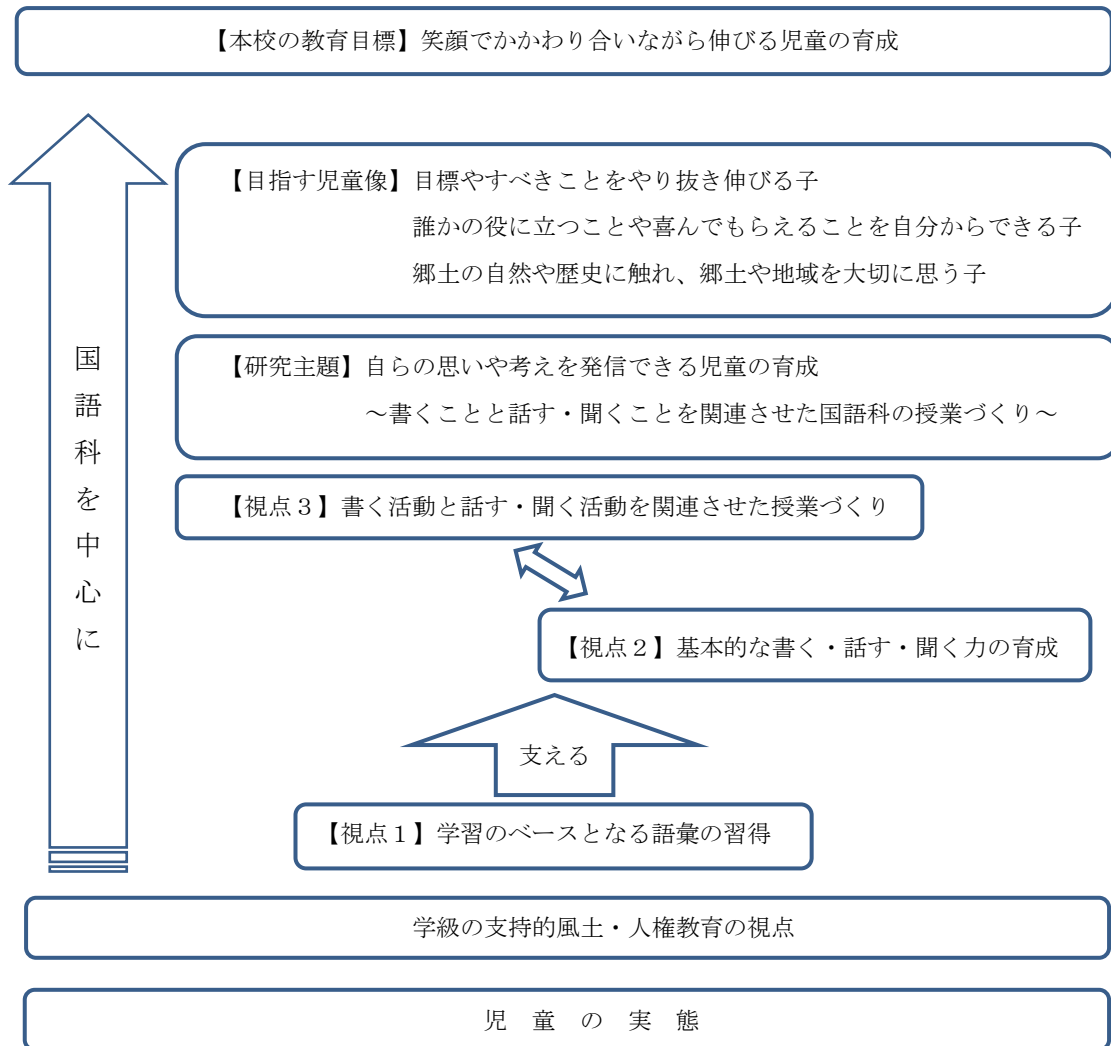 【本校の教育目標】笑顔でかかわり合いながら伸びる児童の育成
【目指す児童像】目標やすべきことをやり抜き伸びる子
誰かの役に立つことや喜んでもらえることを自分からできる子
郷土の自然や歴史に触れ、郷土や地域を大切に思う子
国語科を中心に
【研究主題】自らの思いや考えを発信できる児童の育成
～書くことと話す・聞くことを関連させた国語科の授業づくり～
【視点３】書く活動と話す・聞く活動を関連させた授業づくり
【視点２】基本的な書く・話す・聞く力の育成
支える
【視点１】学習のベースとなる語彙の習得
学級の支持的風土・人権教育の視点
児　童　の　実　態